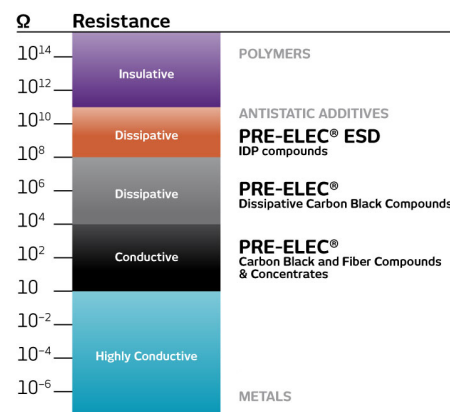 Ω Resistance
10¹⁴
POLYMERS
Insulative
10¹²
10¹⁰
ANTISTATIC ADDITIVES
Dissipative
PRE-ELEC® ESD
IDP compounds
10⁸
10⁶
Dissipative
PRE-ELEC®
Dissipative Carbon Black Compounds
10⁴
10²
Conductive
PRE-ELEC®
Carbon Black and Fiber Compounds
& Concentrates
10
10⁻²
10⁻⁴
Highly Conductive
10⁻⁶
METALS